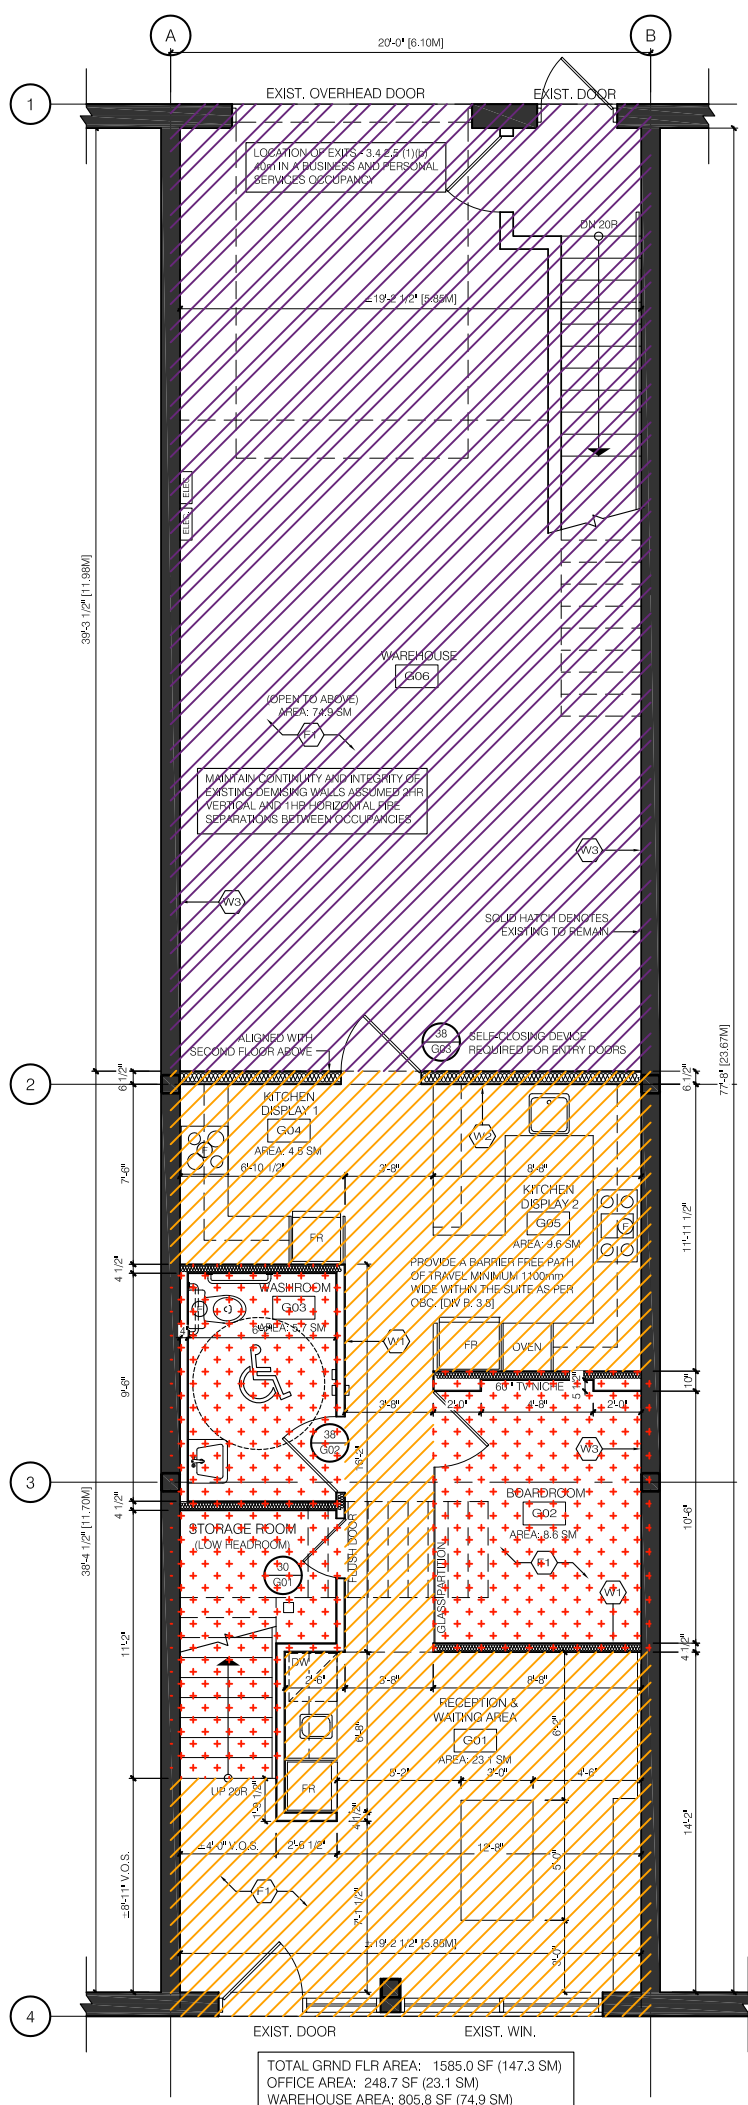 A
B
20'-0" [6.10M]
1
EXIST. OVERHEAD DOOR
EXIST. DOOR
LOCATION OF EXITS - 3.4.2.5 (1)(b)
40m IN A BUSINESS AND PERSONAL
SERVICES OCCUPANCY
DN 20R
±19'-2 1/2" [5.85M]
ELEC.
ELEC.
39'-3 1/2" [11.98M]
WAREHOUSE
G06
(OPEN TO ABOVE)
AREA: 74.9 SM
F1
MAINTAIN CONTINUITY AND INTEGRITY OF
EXISTING DEMISING WALLS ASSUMED 2HR
VERTICAL AND 1HR HORIZONTAL FIRE
SEPARATIONS BETWEEN OCCUPANCIES
W3
W3
SOLID HATCH DENOTES
EXISTING TO REMAIN
77'-8" [23.67M]
ALIGNED WITH
SECOND FLOOR ABOVE
38
G03
SELF-CLOSING DEVICE
REQUIRED FOR ENTRY DOORS
2
6 1/2"
6 1/2"
KITCHEN
DISPLAY 1
G04
AREA: 4.5 SM
W2
F
7'-6"
6'-10 1/2"
3'-8"
8'-8"
KITCHEN
DISPLAY 2
G05
AREA: 9.6 SM
F
11'-11 1/2"
FR
4 1/2"
PROVIDE A BARRIER FREE PATH
OF TRAVEL MINIMUM 1100mm
WIDE WITHIN THE SUITE AS PER
OBC. [DIV B. 3.8]
WASHROOM
G03
AREA: 5.7 SM
W1
FR
OVEN
9'-6"
60" TV NICHE
10"
3'-8"
2'-0"
4'-8"
2'-0"
38
G02
W3
3
BOARDROOM
G02
AREA: 8.6 SM
4 1/2"
STORAGE ROOM
(LOW HEADROOM)
38'-4 1/2" [11.70M]
FLUSH DOOR
GLASS PARTITION
10'-6"
F1
30
G01
W1
11'-2"
4 1/2"
DW
2'-6"
3'-8"
8'-8"
RECEPTION &
WAITING AREA
G01
AREA: 23.1 SM
6'-8"
6'-2"
UP 20R
FR
5'-2"
3'-0"
4'-6"
1'-9 1/2"
4 1/2"
±4'-0" V.O.S.
2'-6 1/2"
12'-8"
5'-0"
14'-2"
±8'-11" V.O.S.
F1
7'-1 1/2"
±19'-2 1/2" [5.85M]
3'-0"
4
EXIST. DOOR
EXIST. WIN.
TOTAL GRND FLR AREA: 1585.0 SF (147.3 SM)
OFFICE AREA: 248.7 SF (23.1 SM)
WAREHOUSE AREA: 805.8 SF (74.9 SM)